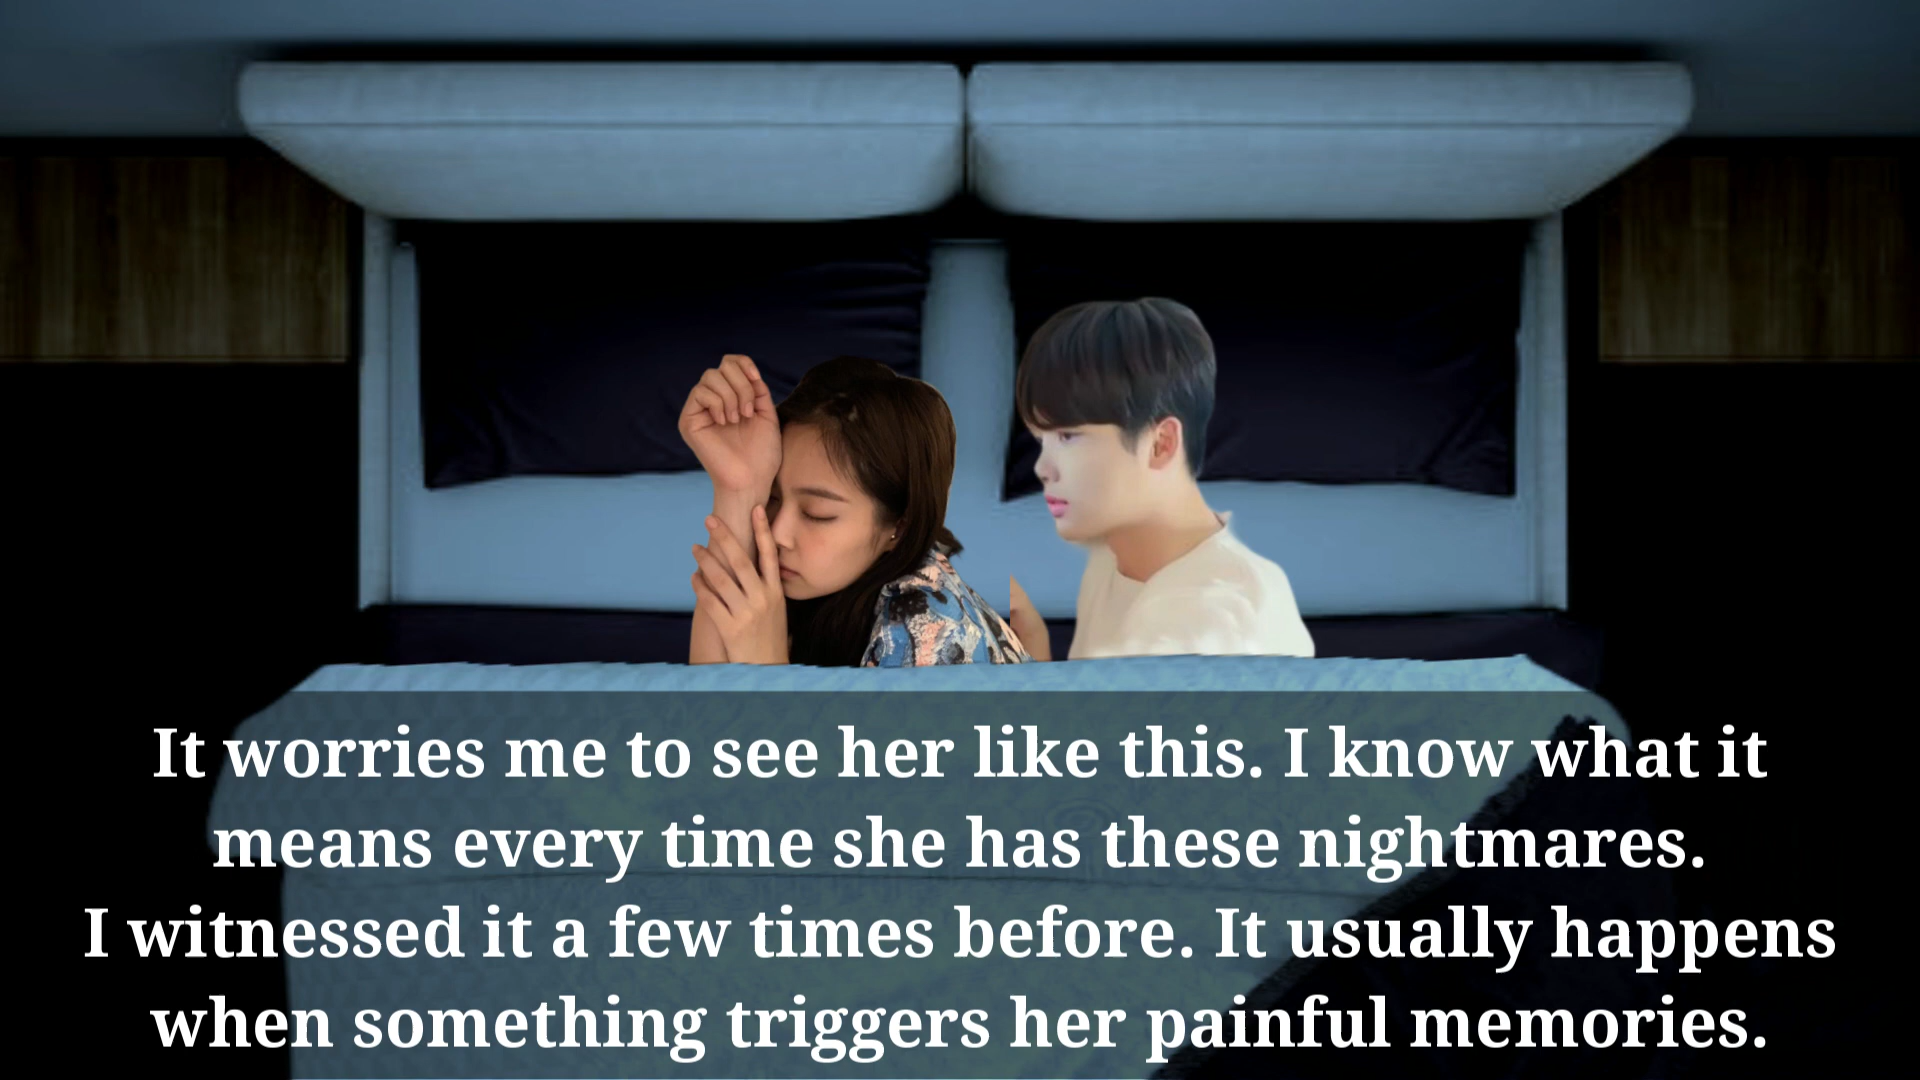 It worries me to see her like this. I know what it
means every time she has these nightmares.
I witnessed it a few times before. It usually happens
when something triggers her painful memories.